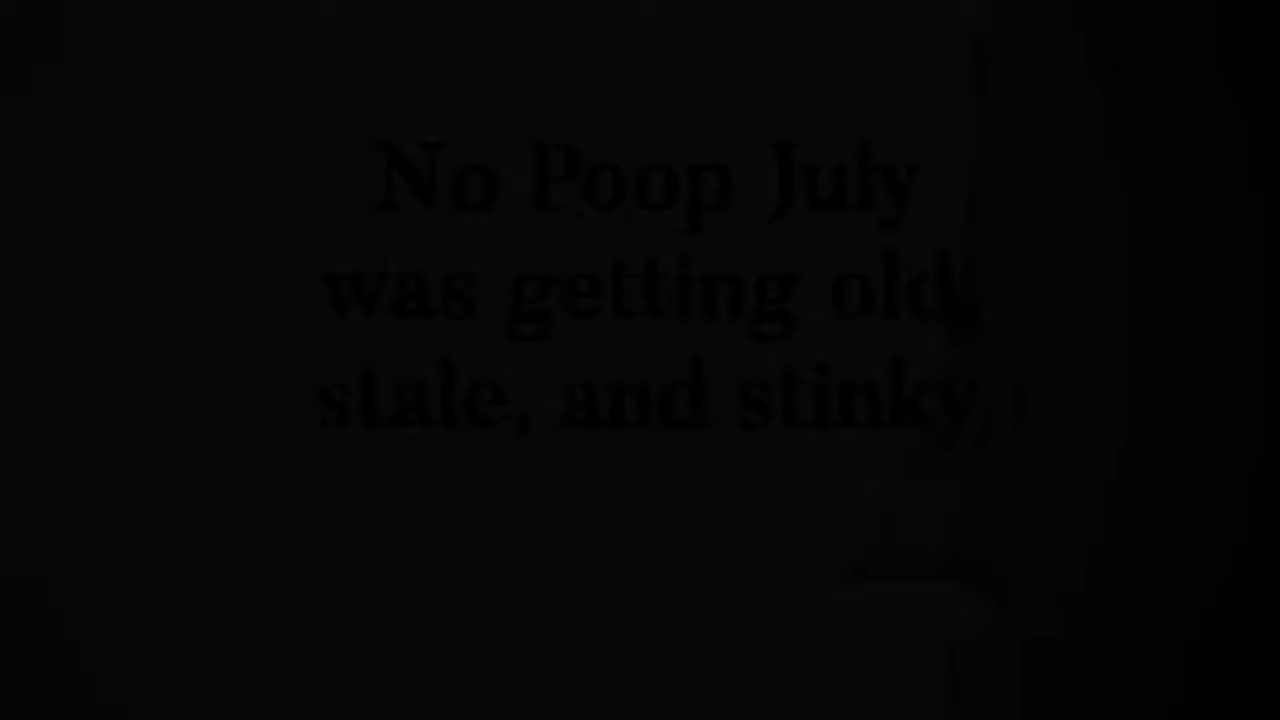 No Poop July
was getting old,
stale, and stinky,